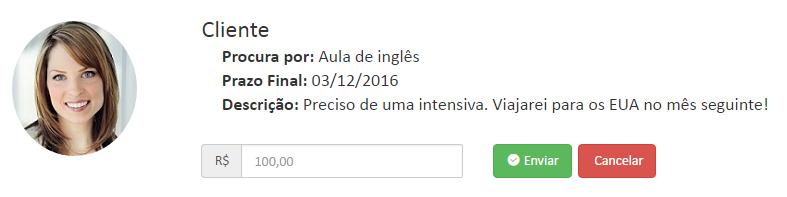 Cliente
Procura por: Aula de inglês
Prazo Final: 03/12/2016
Descrição: Preciso de uma intensiva. Viajarei para os EUA no mês seguinte!
R$ 100,00 Enviar Cancelar